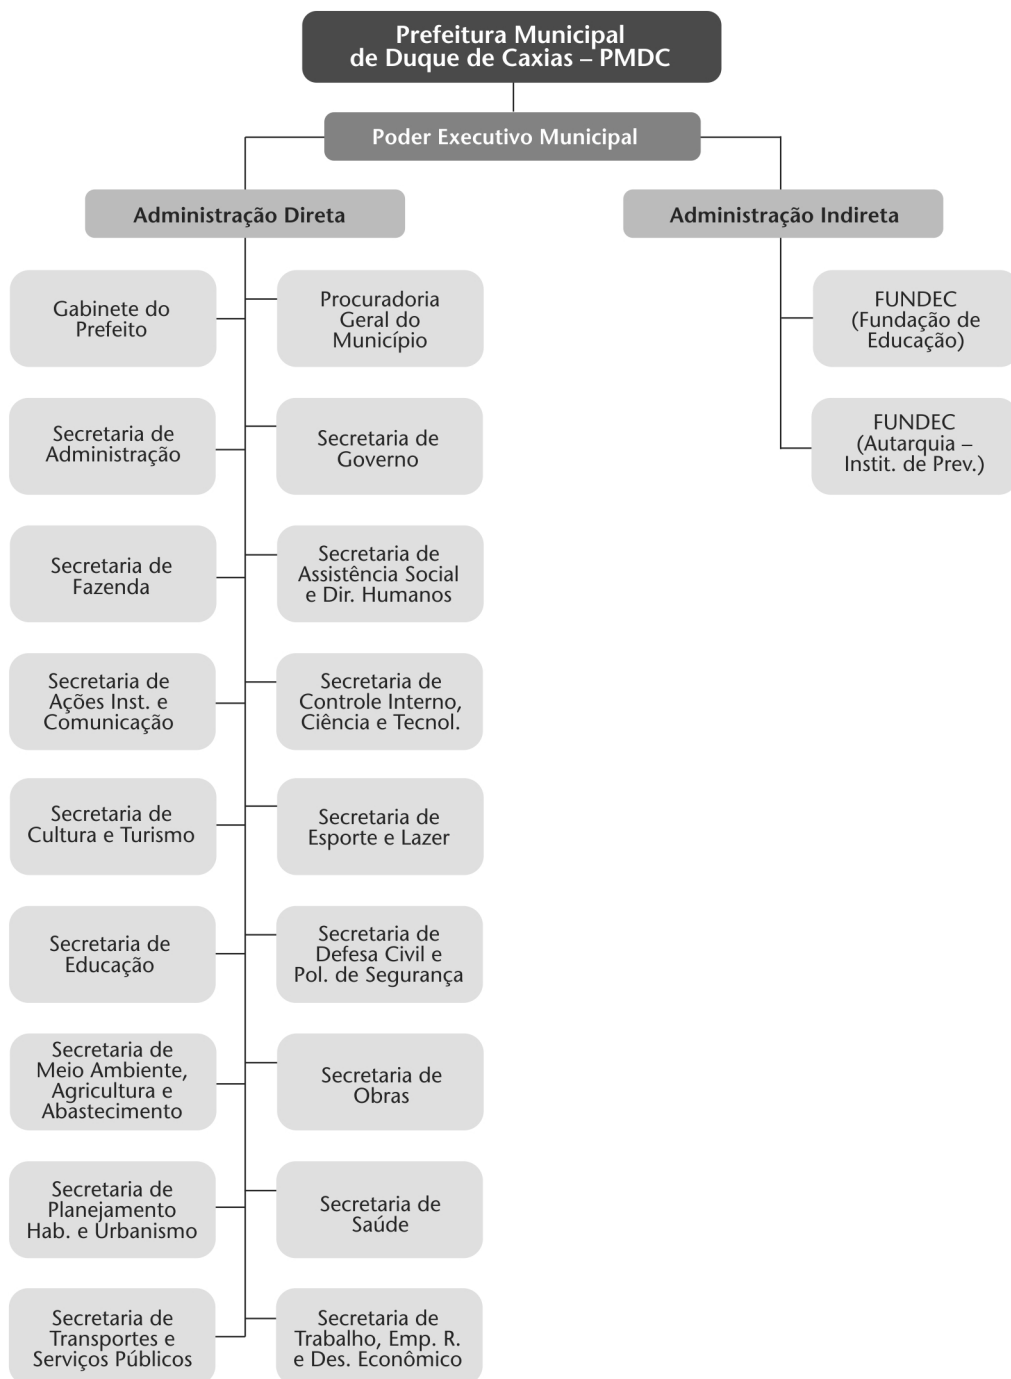 Prefeitura Municipal
de Duque de Caxias – PMDC
Poder Executivo Municipal
Administração Direta
Administração Indireta
Gabinete do
Prefeito
Procuradoria
Geral do
Município
FUNDEC
(Fundação de
Educação)
Secretaria de
Administração
Secretaria de
Governo
FUNDEC
(Autarquia –
Instit. de Prev.)
Secretaria de
Fazenda
Secretaria de
Assistência Social
e Dir. Humanos
Secretaria de
Ações Inst. e
Comunicação
Secretaria de
Controle Interno,
Ciência e Tecnol.
Secretaria de
Cultura e Turismo
Secretaria de
Esporte e Lazer
Secretaria de
Educação
Secretaria de
Defesa Civil e
Pol. de Segurança
Secretaria de
Meio Ambiente,
Agricultura e
Abastecimento
Secretaria de
Obras
Secretaria de
Planejamento
Hab. e Urbanismo
Secretaria de
Saúde
Secretaria de
Transportes e
Serviços Públicos
Secretaria de
Trabalho, Emp. R.
e Des. Econômico